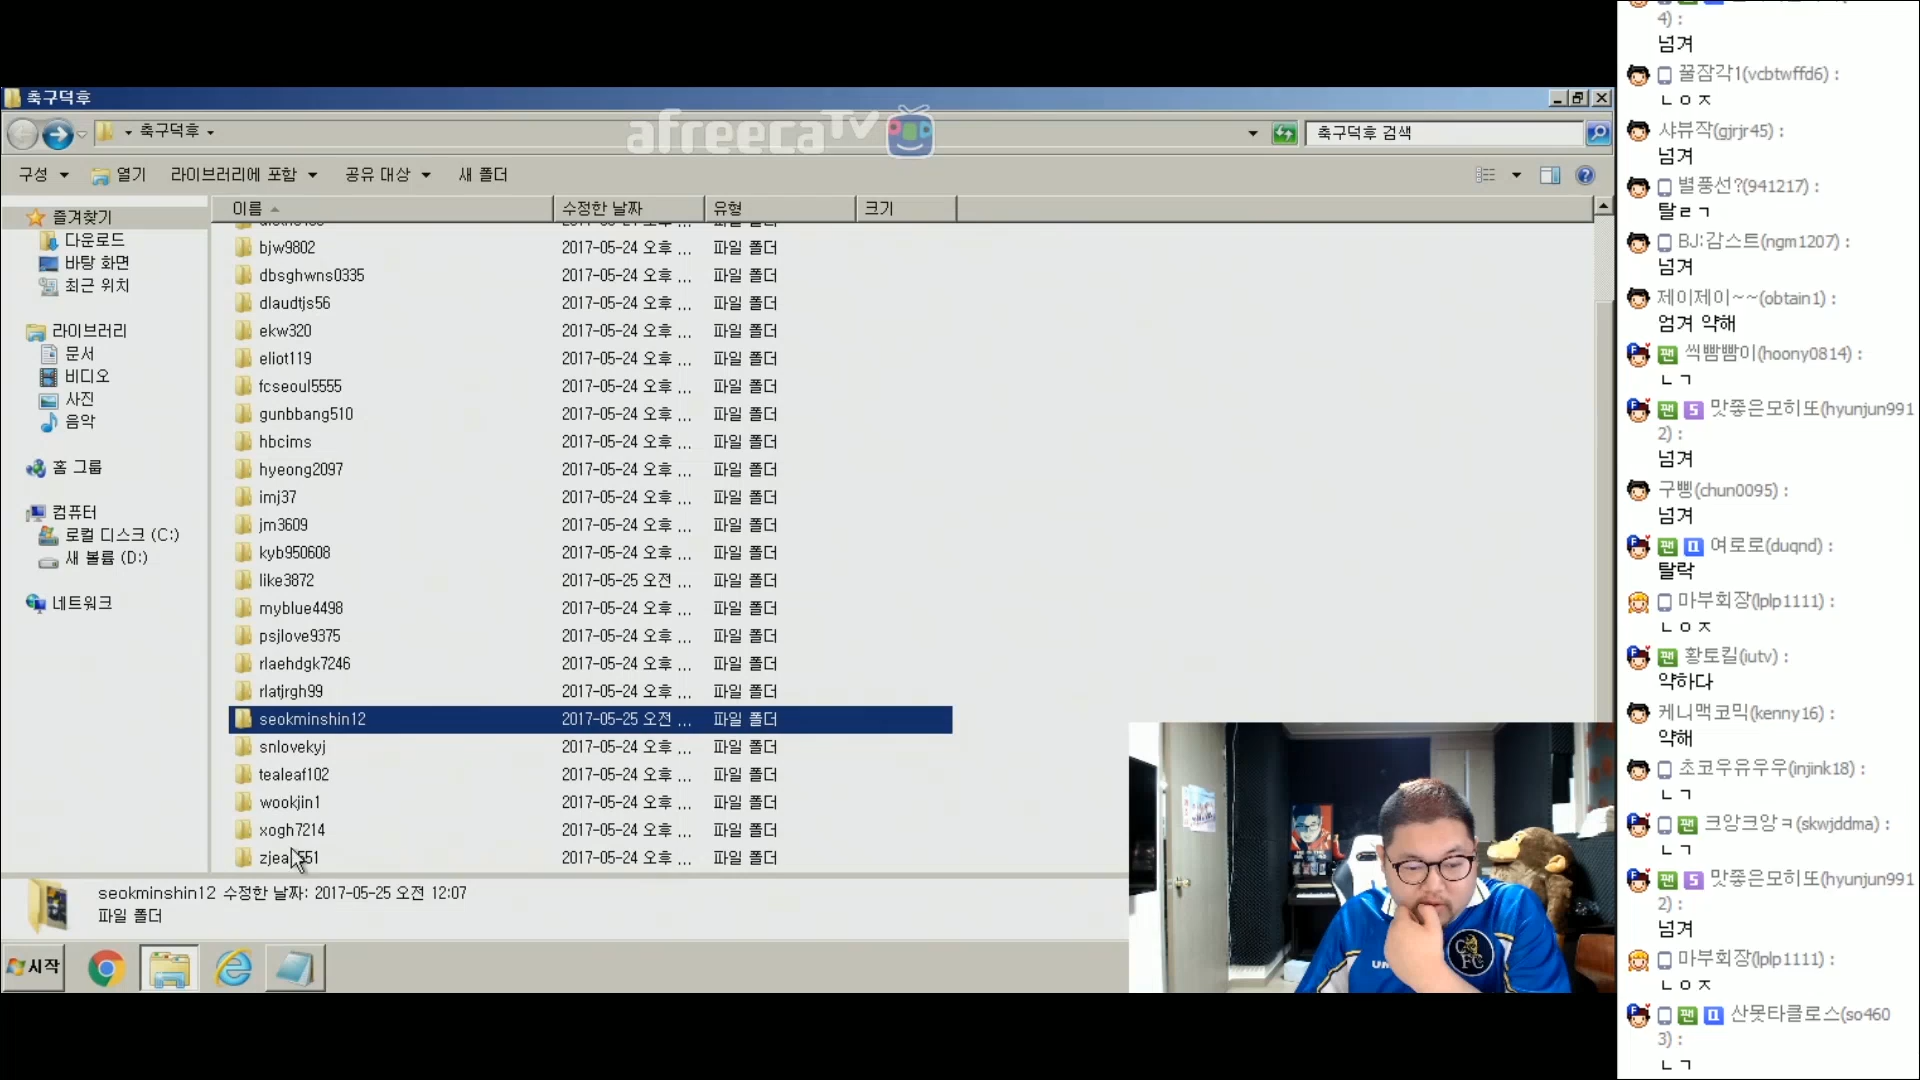 축구덕후
축구덕후
축구덕후 검색
afreecaTV
구성 열기 라이브러리에 포함 공유 대상 새 폴더
이름 수정한 날짜 유형 크기
즐겨찾기
다운로드
바탕 화면
최근 위치
라이브러리
문서
비디오
사진
음악
홈 그룹
컴퓨터
로컬 디스크 (C:)
새 볼륨 (D:)
네트워크
bjw9802 2017-05-24 오후 ... 파일 폴더
dbsghwns0335 2017-05-24 오후 ... 파일 폴더
dlaudtjs56 2017-05-24 오후 ... 파일 폴더
ekw320 2017-05-24 오후 ... 파일 폴더
eliot119 2017-05-24 오후 ... 파일 폴더
fcseoul5555 2017-05-24 오후 ... 파일 폴더
gunbbang510 2017-05-24 오후 ... 파일 폴더
hbcims 2017-05-24 오후 ... 파일 폴더
hyeong2097 2017-05-24 오후 ... 파일 폴더
imj37 2017-05-24 오후 ... 파일 폴더
jm3609 2017-05-24 오후 ... 파일 폴더
kyb950608 2017-05-24 오후 ... 파일 폴더
like3872 2017-05-25 오전 ... 파일 폴더
myblue4498 2017-05-24 오후 ... 파일 폴더
psjlove9375 2017-05-24 오후 ... 파일 폴더
rlaehdgk7246 2017-05-24 오후 ... 파일 폴더
rlatjrgh99 2017-05-24 오후 ... 파일 폴더
seokminshin12 2017-05-25 오전 ... 파일 폴더
snlovekyj 2017-05-24 오후 ... 파일 폴더
tealeaf102 2017-05-24 오후 ... 파일 폴더
wookjin1 2017-05-24 오후 ... 파일 폴더
xogh7214 2017-05-24 오후 ... 파일 폴더
2017-05-24 오후 ... 파일 폴더
seokminshin12 수정한 날짜: 2017-05-25 오전 12:07
파일 폴더
시작
4) :
넘겨
꿀잠각1(vcbtwffd6) :
ㄴㅇㅈ
샤뷰작(gjrjr45) :
넘겨
별풍선?(941217) :
탈ㄹㄱ
BJ:감스트(ngm1207) :
넘겨
제이제이~~(obtain1) :
엄겨 약해
팬 씩빰빰이(hoony0814) :
ㄴㄱ
팬 S 맛좋은모히또(hyunjun991
2) :
넘겨
구삥(chun0095) :
넘겨
팬 여로로(duqnd) :
탈락
마부회장(lplp1111) :
ㄴㅇㅈ
팬 황토킬(iutv) :
약하다
케니맥코믹(kenny16) :
약해
초코우유우우(injink18) :
ㄴㄱ
팬 크앙크앙ㅋ(skwjddma) :
ㄴㄱ
팬 S 맛좋은모히또(hyunjun991
2) :
넘겨
마부회장(lplp1111) :
ㄴㅇㅈ
팬 산못타클로스(so460
3) :
ㄴㄱ